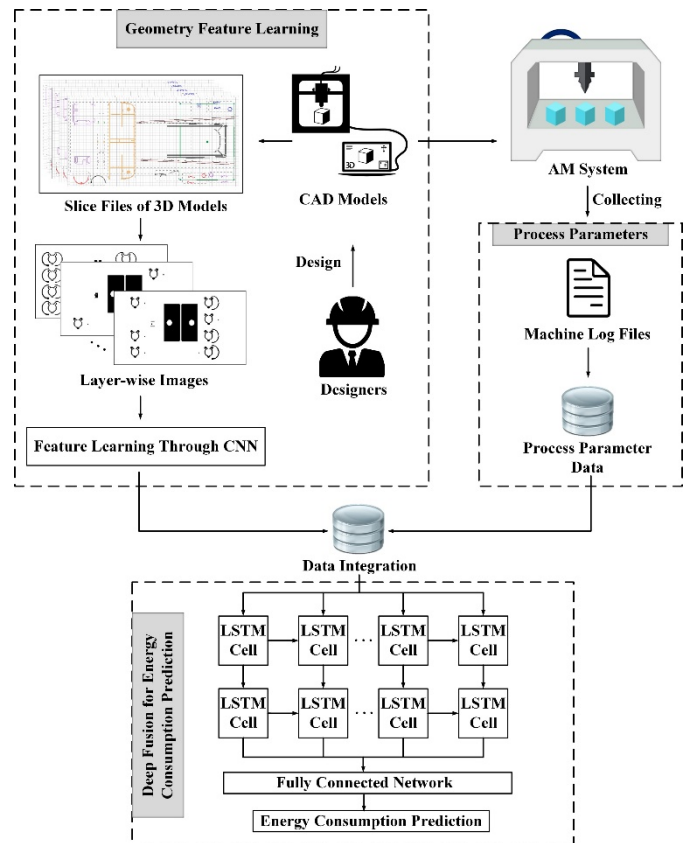 Geometry Feature Learning
Slice Files of 3D Models
CAD Models
3D
AM System
Collecting
Process Parameters
Machine Log Files
Process Parameter
Data
Design
Designers
Layer-wise Images
Feature Learning Through CNN
Data Integration
Deep Fusion for Energy
Consumption Prediction
LSTM
Cell
LSTM
Cell
. . .
LSTM
Cell
LSTM
Cell
LSTM
Cell
LSTM
Cell
. . .
LSTM
Cell
LSTM
Cell
Fully Connected Network
Energy Consumption Prediction